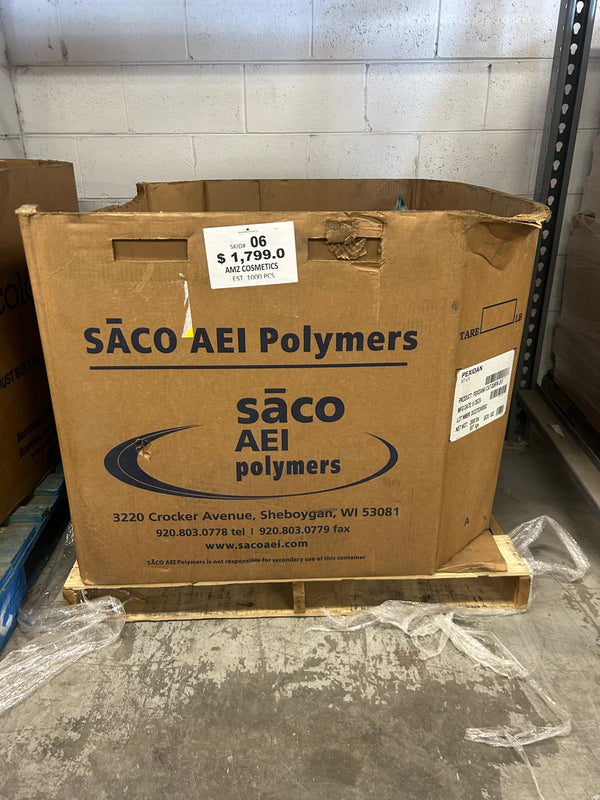 SKID# 06
$ 1,799.0
AMZ COSMETICS
EST. 1000 PCS
SĀCO AEI Polymers
TARE LB
PEXIDAN
sāco
AEI
polymers
3220 Crocker Avenue, Sheboygan, WI 53081
920.803.0778 tel | 920.803.0779 fax
www.sacoaei.com
SĀCO AEI Polymers is not responsible for secondary use of this container
A